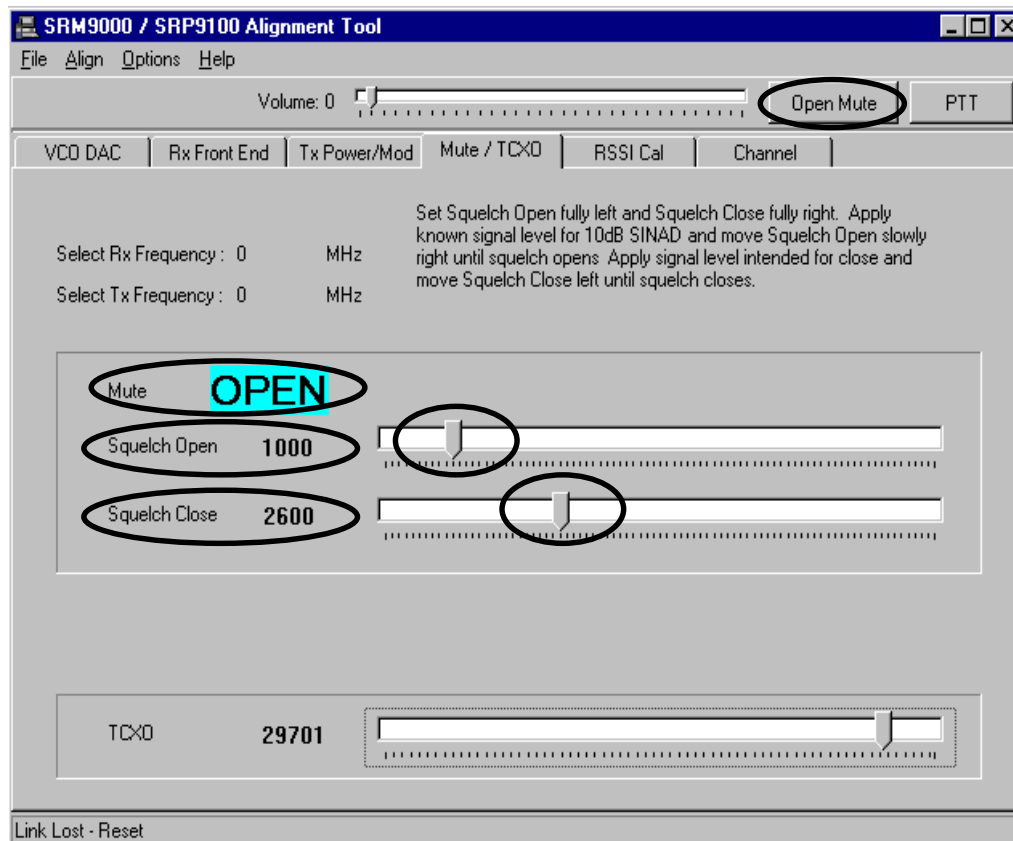 SRM9000 / SRP9100 Alignment Tool
File Align Options Help
Volume: 0 Open Mute PTT
VCO DAC Rx Front End Tx Power/Mod Mute / TCXO RSSI Cal Channel
Set Squelch Open fully left and Squelch Close fully right. Apply
known signal level for 10dB SINAD and move Squelch Open slowly
right until squelch opens Apply signal level intended for close and
move Squelch Close left until squelch closes.
Select Rx Frequency : 0 MHz
Select Tx Frequency : 0 MHz
Mute OPEN
Squelch Open 1000
Squelch Close 2600
TCXO 29701
Link Lost - Reset